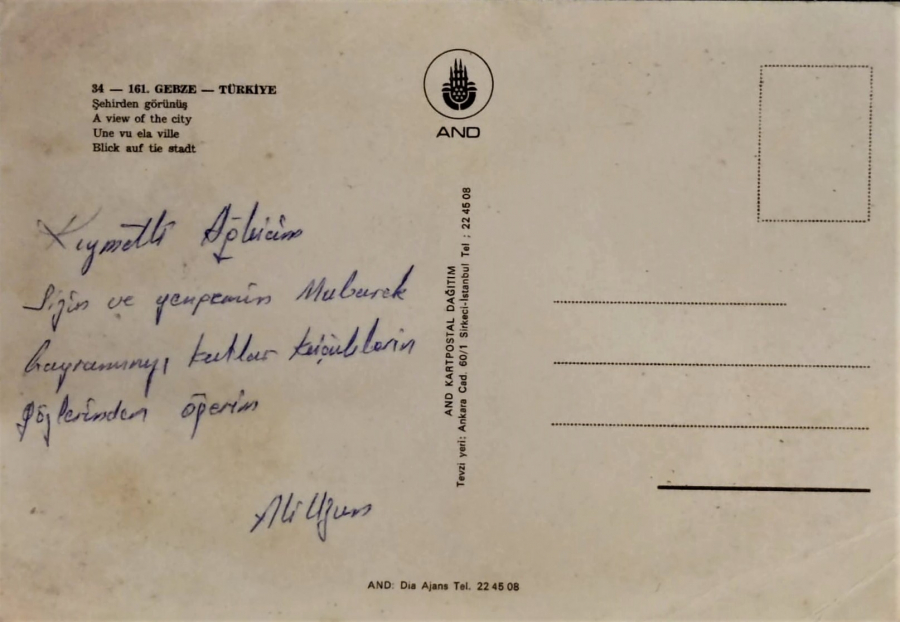 34 — 161. GEBZE — TÜRKİYE
Şehirden görünüş
A view of the city
Une vu ela ville
Blick auf tie stadt
AND
Kıymetli Ağbicim
Sizin ve yengemin Mubarek
bayramınızı kutlar küçüklerin
gözlerinden öperim
Ali Uzun
AND KARTPOSTAL DAĞITIM
Tevzi yeri: Ankara Cad. 60/1 Sirkeci-İstanbul Tel : 22 45 08
AND: Dia Ajans Tel. 22 45 08